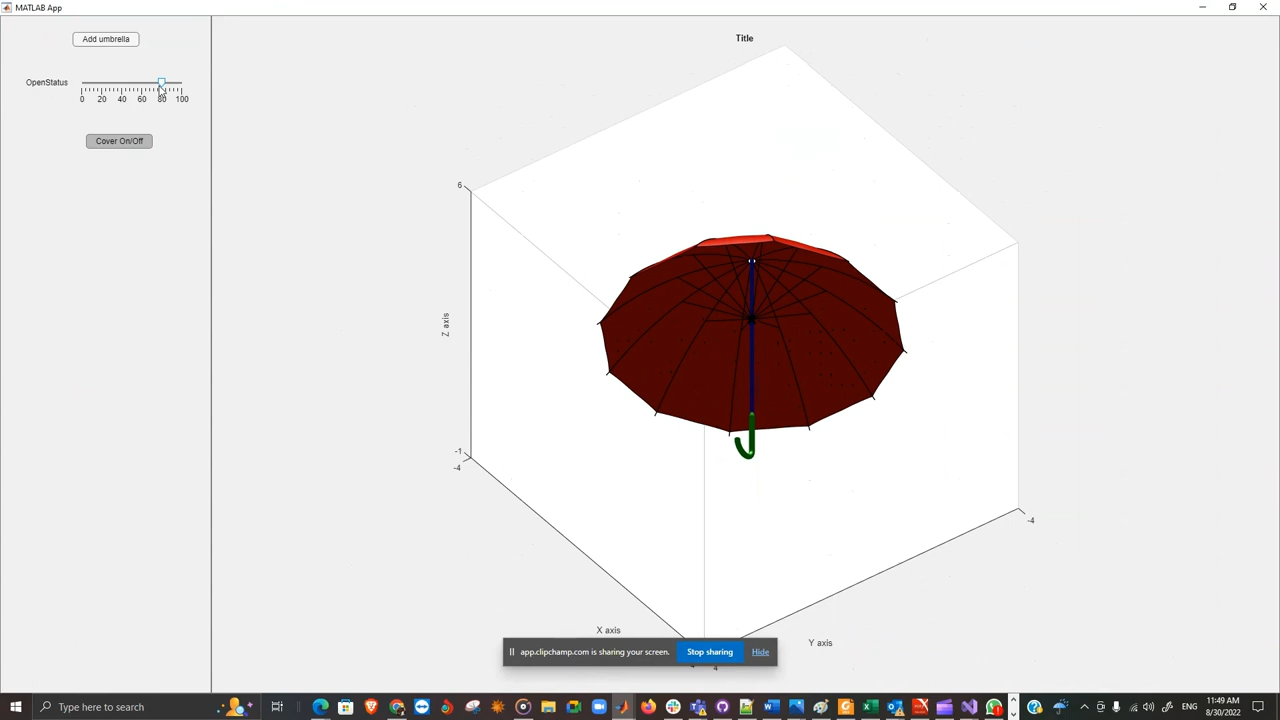 MATLAB App
Add umbrella
Title
OpenStatus
0 20 40 60 80 100
Cover On/Off
6
Z axis
-1
-4
-4
X axis
Y axis
4
app.clipchamp.com is sharing your screen.
Stop sharing
Hide
Type here to search
11:49 AM
8/30/2022